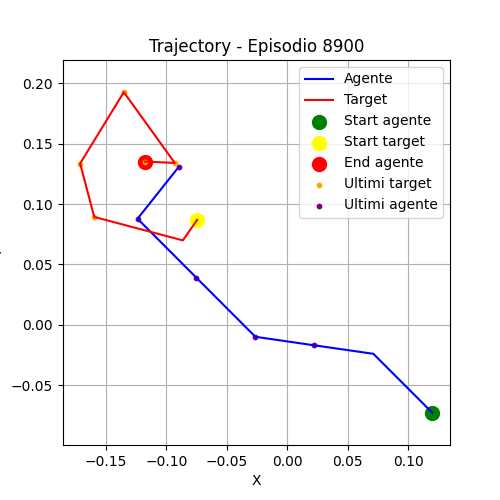 Trajectory - Episodio 8900
0.20
0.15
0.10
0.05
0.00
−0.05
−0.15
−0.10
−0.05
0.00
0.05
0.10
X
Agente
Target
Start agente
Start target
End agente
Ultimi target
Ultimi agente